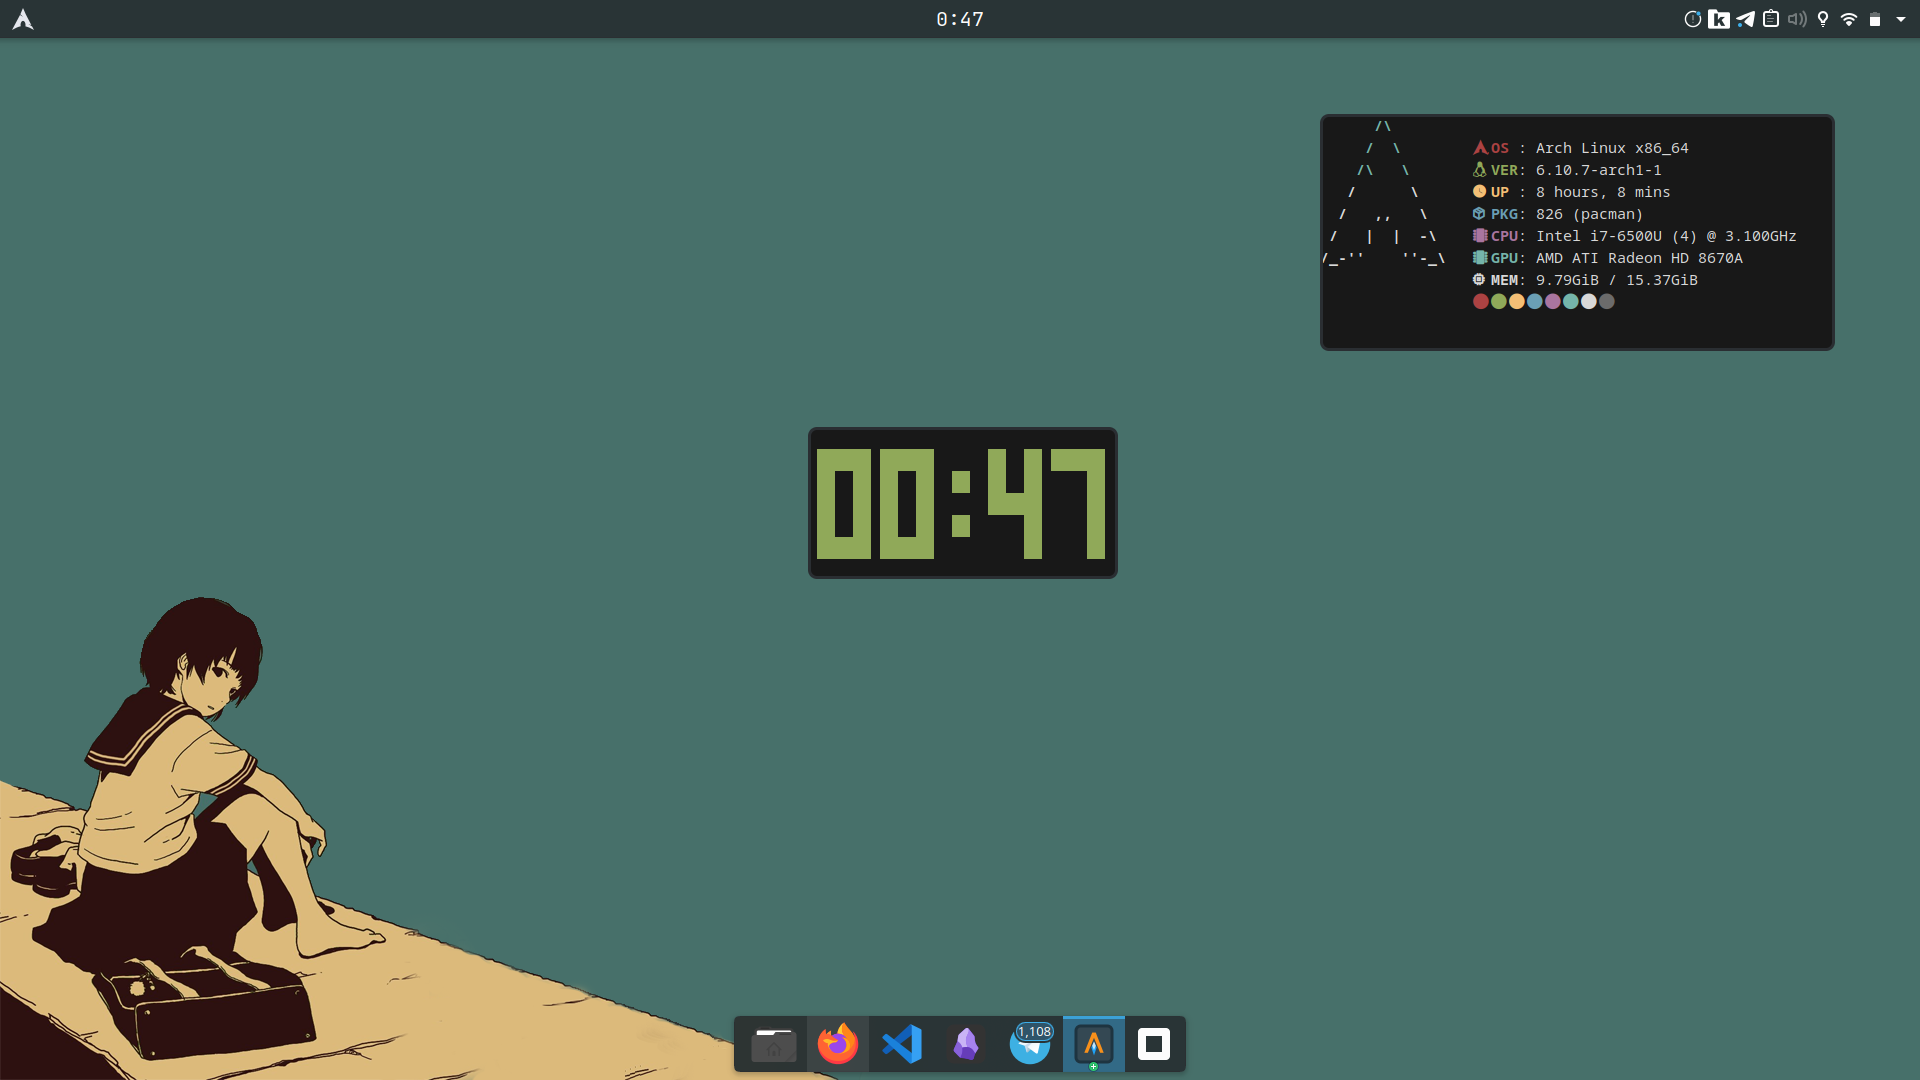 0:47
k
/\
/  \
/\   \
/      \
/   ,,   \
/   |  |  -\
/_-''    ''-_\
OS : Arch Linux x86_64
VER: 6.10.7-arch1-1
UP : 8 hours, 8 mins
PKG: 826 (pacman)
CPU: Intel i7-6500U (4) @ 3.100GHz
GPU: AMD ATI Radeon HD 8670A
MEM: 9.79GiB / 15.37GiB
00:47
1,108